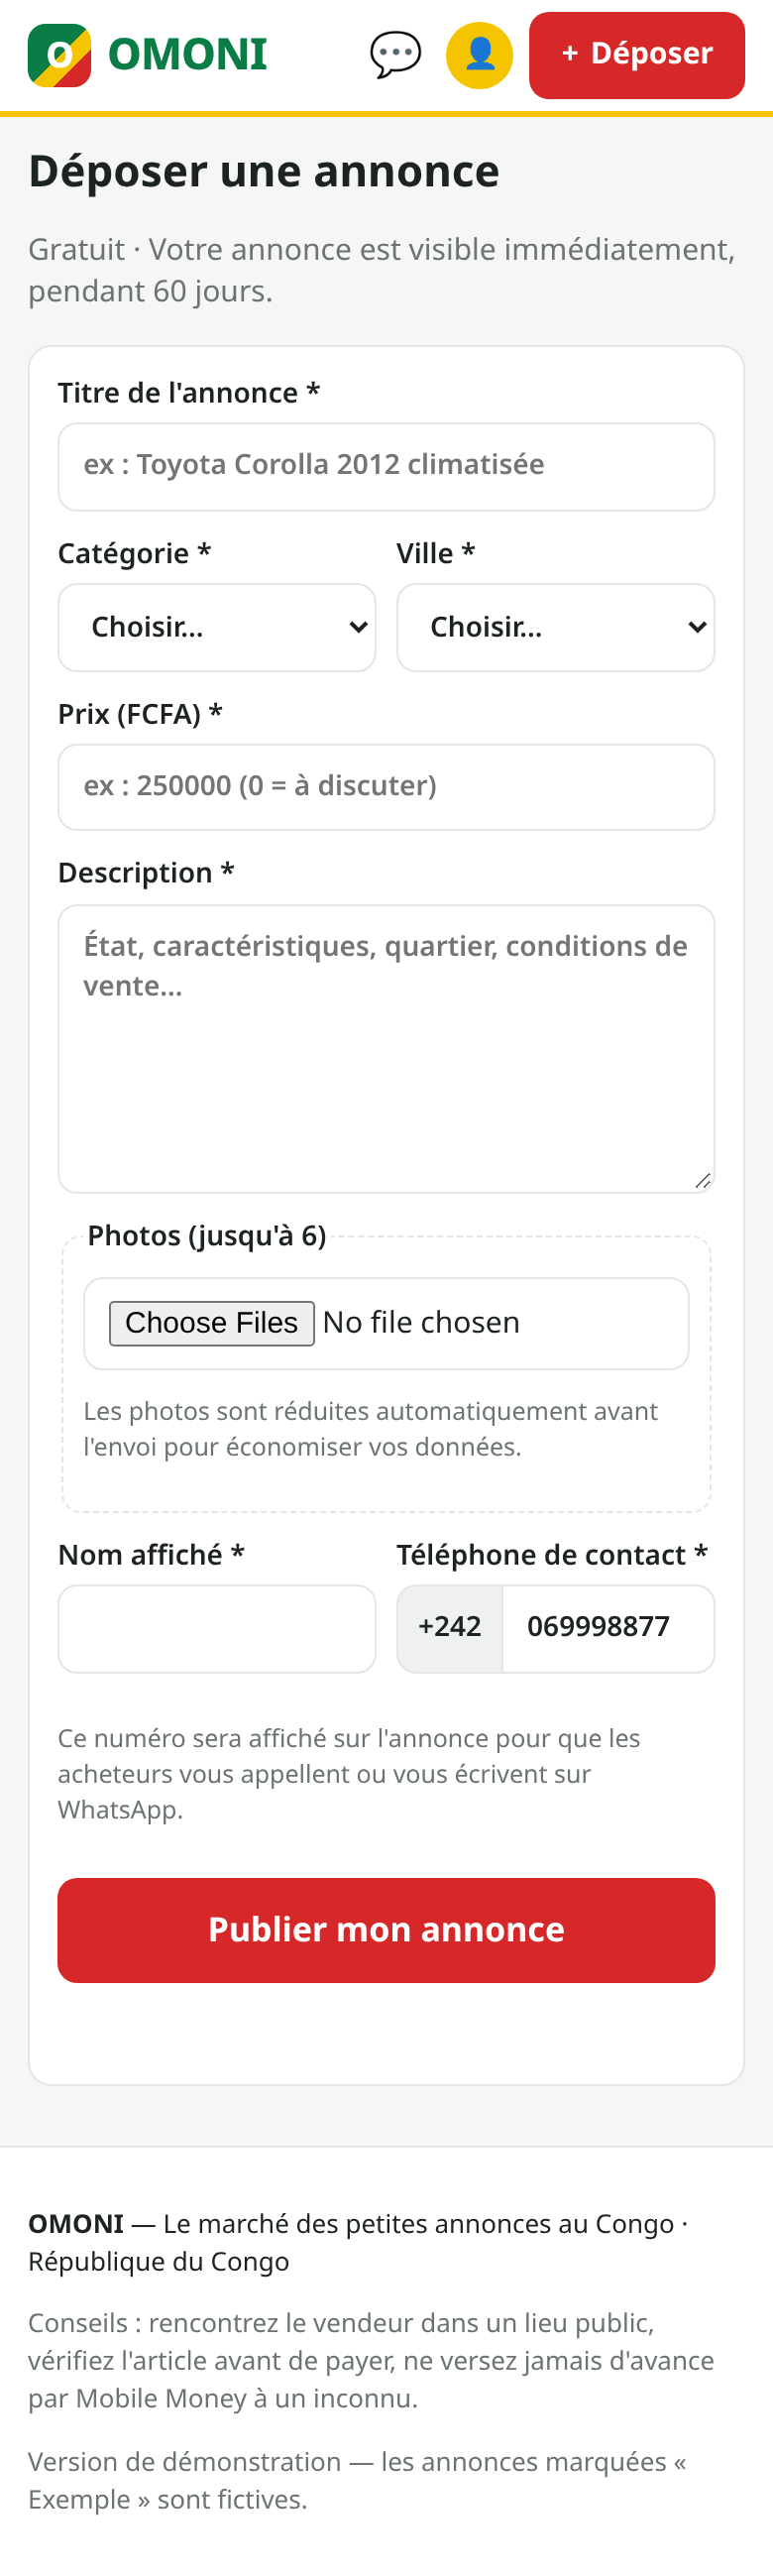 O OMONI + Déposer
Déposer une annonce
Gratuit · Votre annonce est visible immédiatement,
pendant 60 jours.
Titre de l'annonce *
ex : Toyota Corolla 2012 climatisée
Catégorie * Ville *
Choisir... Choisir...
Prix (FCFA) *
ex : 250000 (0 = à discuter)
Description *
État, caractéristiques, quartier, conditions de
vente...
Photos (jusqu'à 6)
Choose Files No file chosen
Les photos sont réduites automatiquement avant
l'envoi pour économiser vos données.
Nom affiché * Téléphone de contact *
+242 069998877
Ce numéro sera affiché sur l'annonce pour que les
acheteurs vous appellent ou vous écrivent sur
WhatsApp.
Publier mon annonce
OMONI — Le marché des petites annonces au Congo ·
République du Congo
Conseils : rencontrez le vendeur dans un lieu public,
vérifiez l'article avant de payer, ne versez jamais d'avance
par Mobile Money à un inconnu.
Version de démonstration — les annonces marquées «
Exemple » sont fictives.